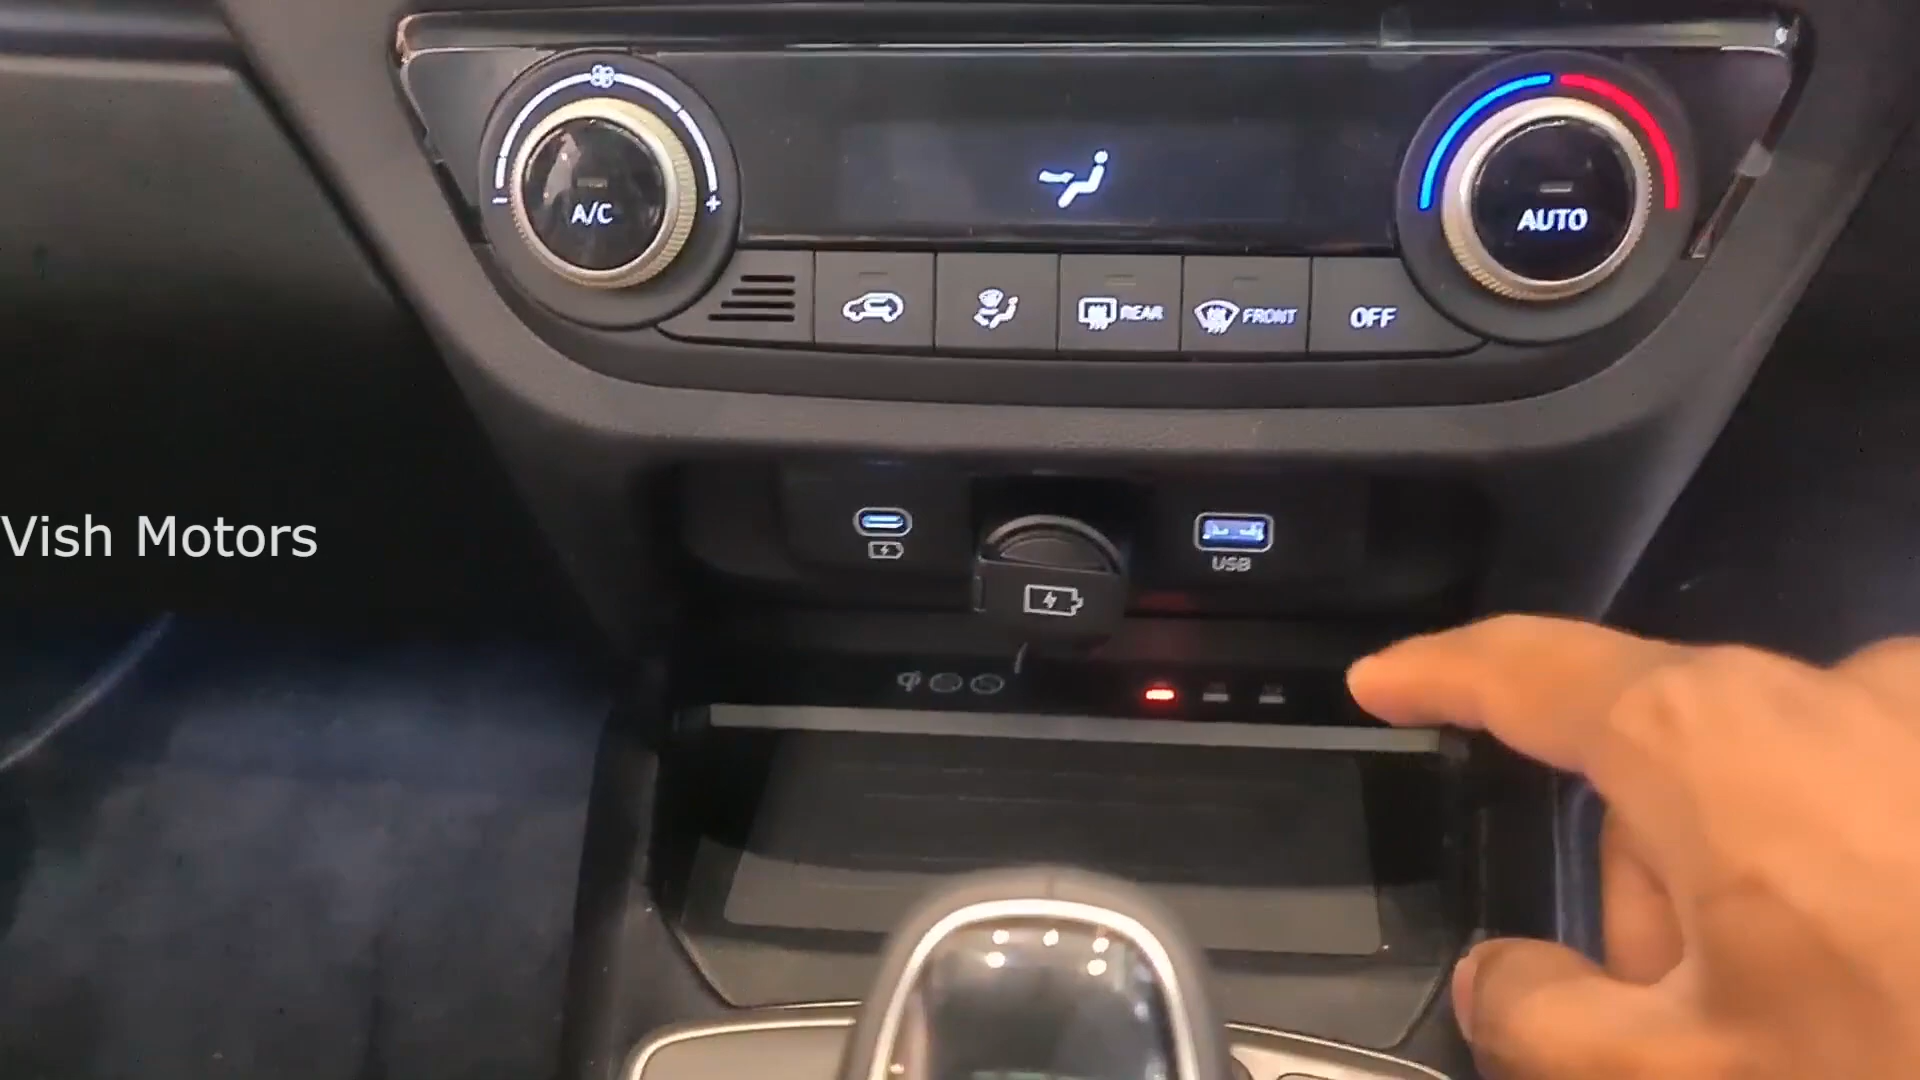 A/C
- +
AUTO
REAR
FRONT
OFF
USB
Vish Motors